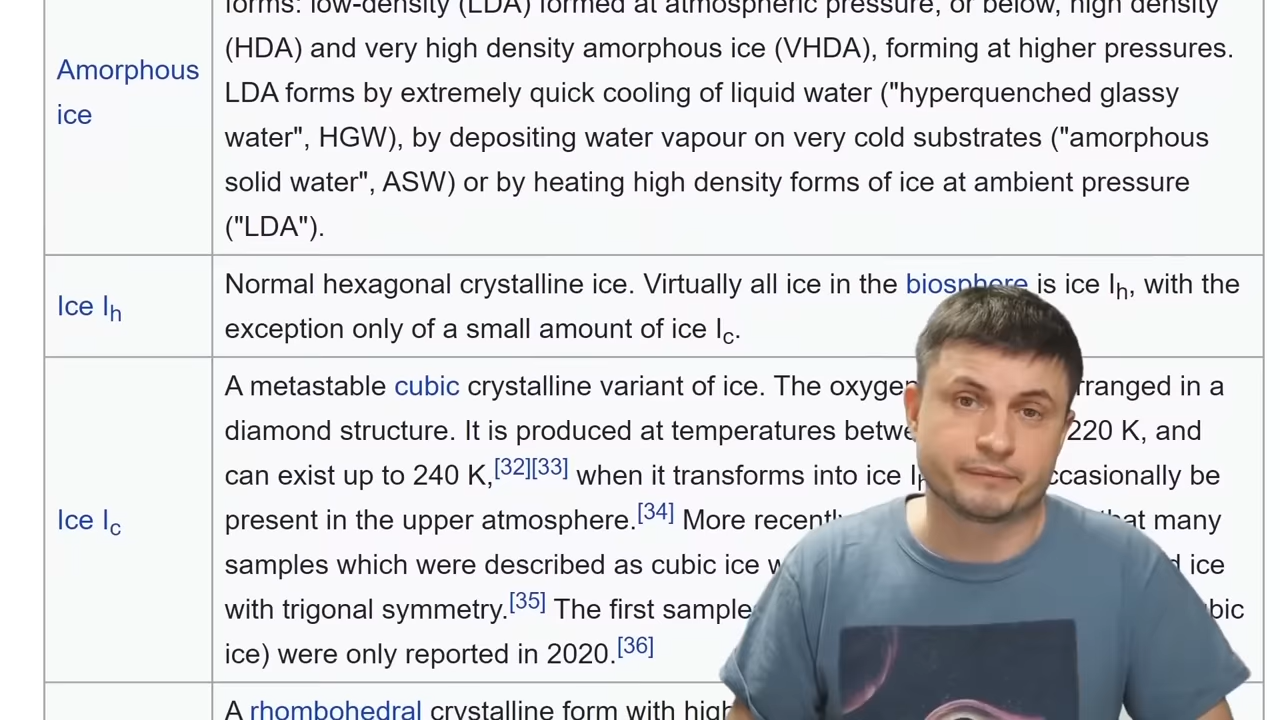 forms: low-density (LDA) formed at atmospheric pressure, or below, high density
(HDA) and very high density amorphous ice (VHDA), forming at higher pressures.
Amorphous
ice
LDA forms by extremely quick cooling of liquid water ("hyperquenched glassy
water", HGW), by depositing water vapour on very cold substrates ("amorphous
solid water", ASW) or by heating high density forms of ice at ambient pressure
("LDA").
Ice Ih
Normal hexagonal crystalline ice. Virtually all ice in the biosphere is ice Ih, with the
exception only of a small amount of ice Ic.
Ice Ic
A metastable cubic crystalline variant of ice. The oxygen rranged in a
diamond structure. It is produced at temperatures betwe 220 K, and
can exist up to 240 K,[32][33] when it transforms into ice I ccasionally be
present in the upper atmosphere.[34] More recently that many
samples which were described as cubic ice w ice
with trigonal symmetry.[35] The first sample bic
ice) were only reported in 2020.[36]
A rhombohedral crystalline form with high